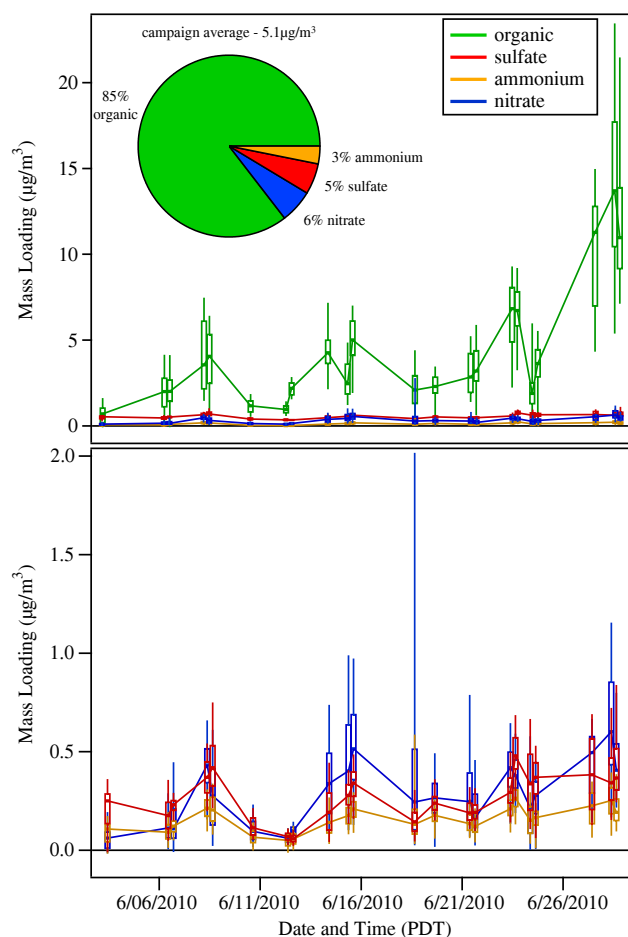 campaign average - 5.1µg/m³
85%
organic
3% ammonium
5% sulfate
6% nitrate
organic
sulfate
ammonium
nitrate
20
15
10
5
0
Mass Loading (µg/m³)
2.0
1.5
1.0
0.5
0.0
Mass Loading (µg/m³)
6/06/2010 6/11/2010 6/16/2010 6/21/2010 6/26/2010
Date and Time (PDT)